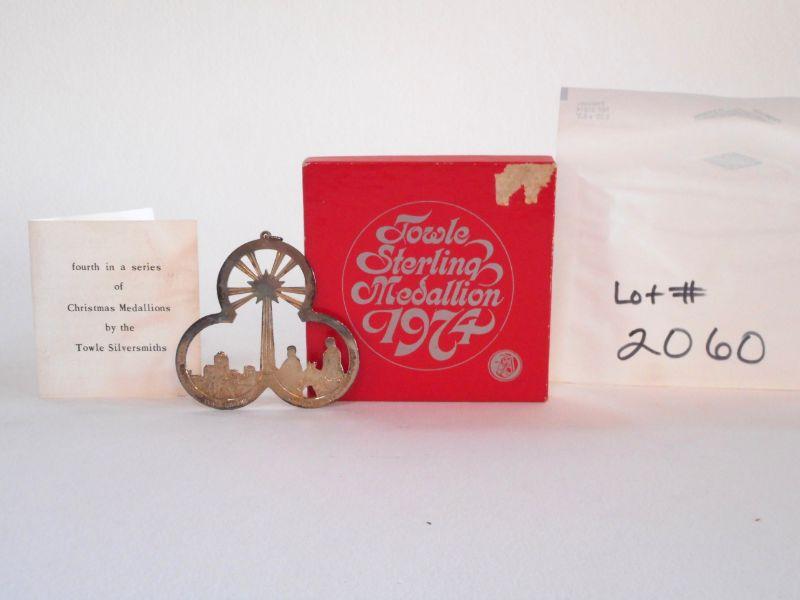 fourth in a series
of
Christmas Medallions
by the
Towle Silversmiths
Towle
Sterling
Medallion
1974
Lot #
2060